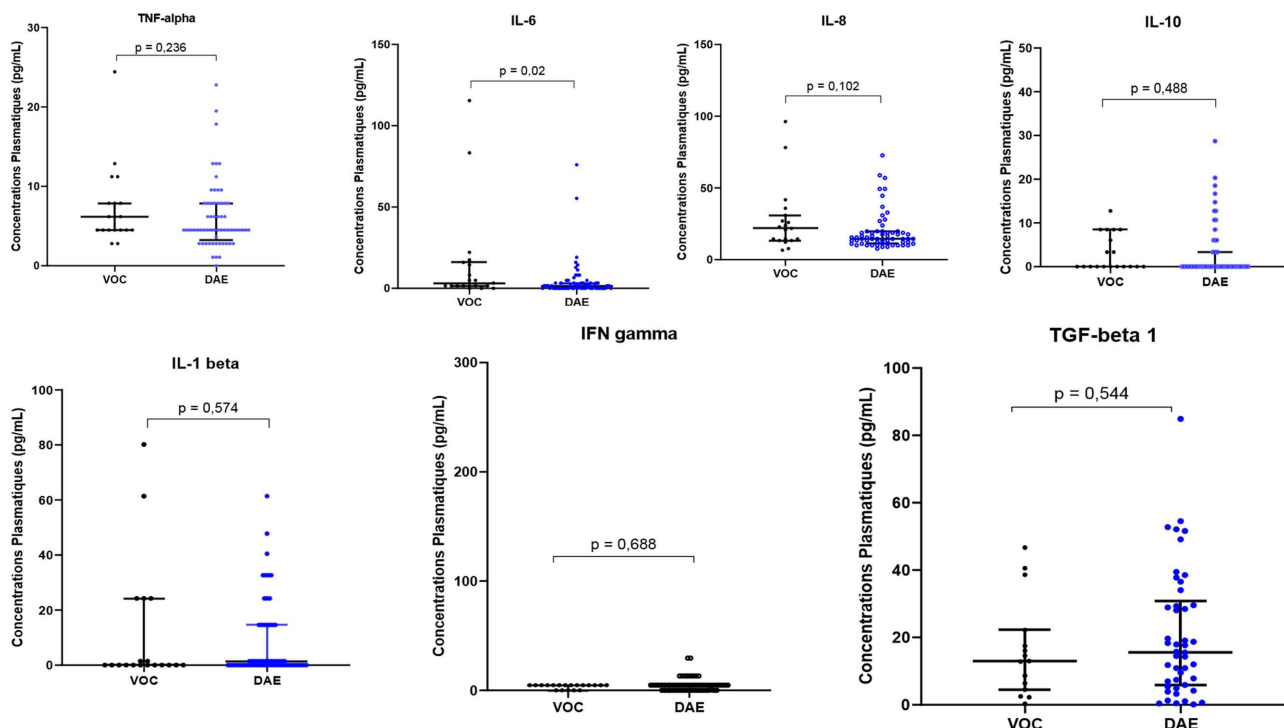 TNF-alpha
Concentrations Plasmatiques (pg/mL)
30
20
10
0
p = 0,236
VOC
DAE
IL-6
Concentrations Plasmatiques (pg/mL)
150
100
50
0
p = 0,02
VOC
DAE
IL-8
Concentrations Plasmatiques (pg/mL)
150
100
50
0
p = 0,102
VOC
DAE
IL-10
Concentrations Plasmatiques (pg/mL)
50
40
30
20
10
0
p = 0,488
VOC
DAE
IL-1 beta
Concentrations Plasmatiques (pg/mL)
100
80
60
40
20
0
p = 0,574
VOC
DAE
IFN gamma
Concentrations Plasmatiques (pg/mL)
300
200
100
0
p = 0,688
VOC
DAE
TGF-beta 1
Concentrations Plasmatiques (pg/mL)
100
80
60
40
20
0
p = 0,544
VOC
DAE